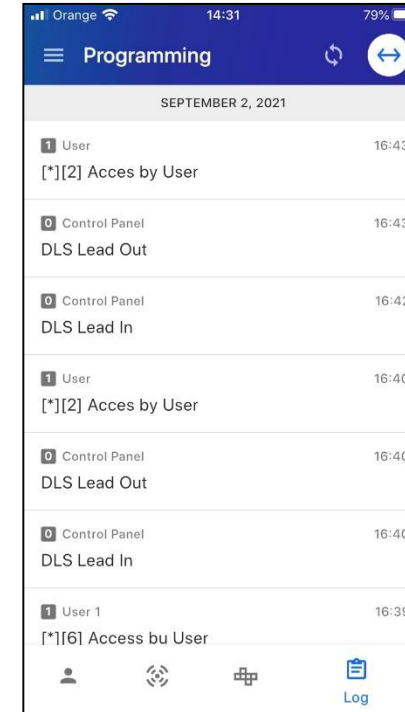 Orange 14:31 79%
Programming
SEPTEMBER 2, 2021
1 User 16:43
[*][2] Acces by User
0 Control Panel 16:43
DLS Lead Out
0 Control Panel 16:42
DLS Lead In
1 User 16:40
[*][2] Acces by User
0 Control Panel 16:40
DLS Lead Out
0 Control Panel 16:40
DLS Lead In
1 User 1 16:39
[*][6] Access bu User
Log